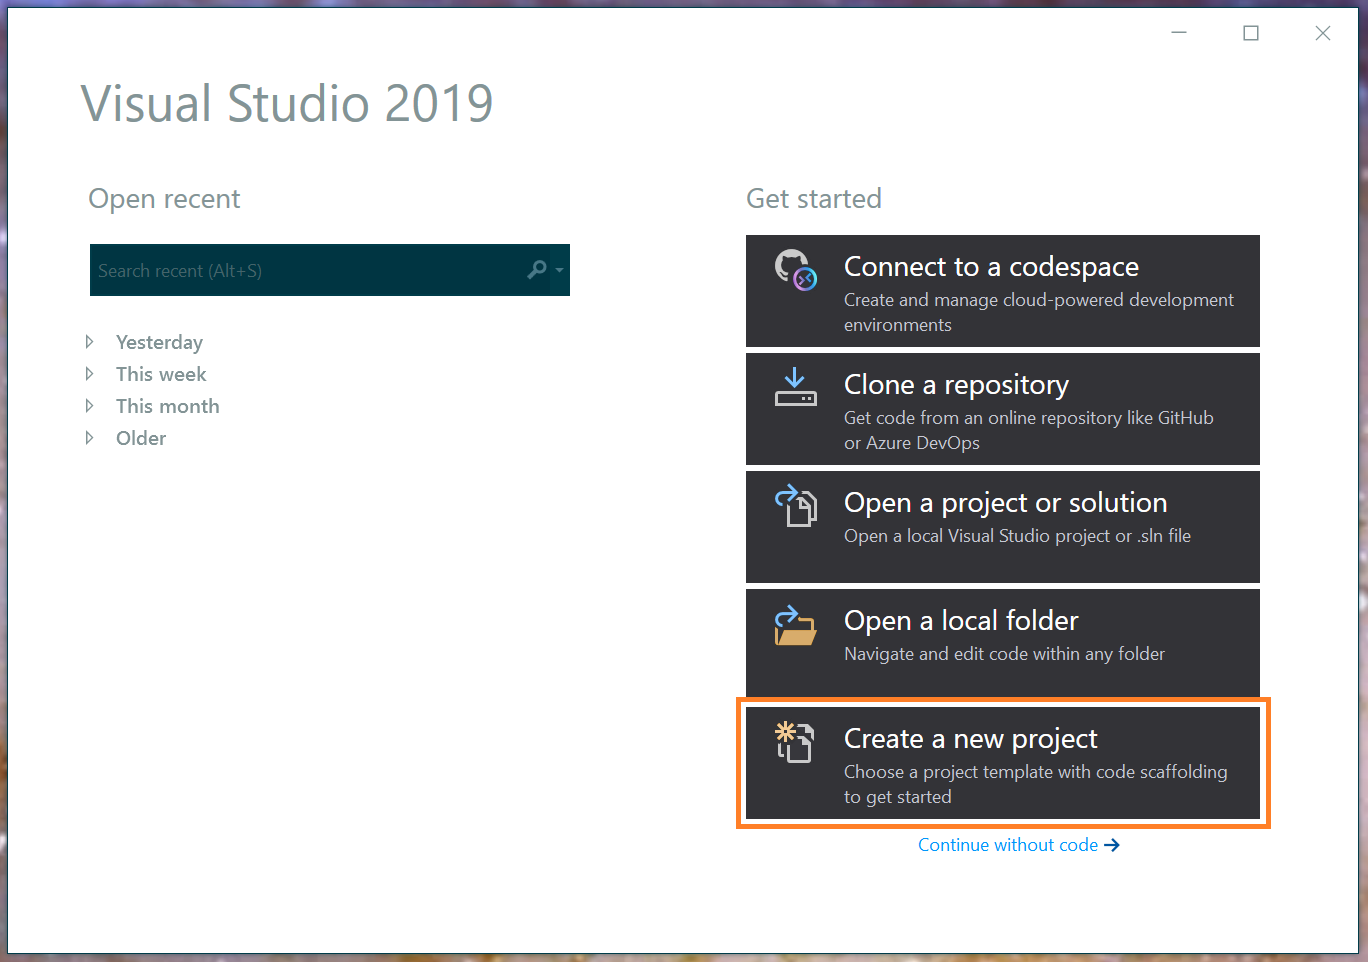 Visual Studio 2019
Open recent
Search recent (Alt+S)
Yesterday
This week
This month
Older
Get started
Connect to a codespace
Create and manage cloud-powered development
environments
Clone a repository
Get code from an online repository like GitHub
or Azure DevOps
Open a project or solution
Open a local Visual Studio project or .sln file
Open a local folder
Navigate and edit code within any folder
Create a new project
Choose a project template with code scaffolding
to get started
Continue without code